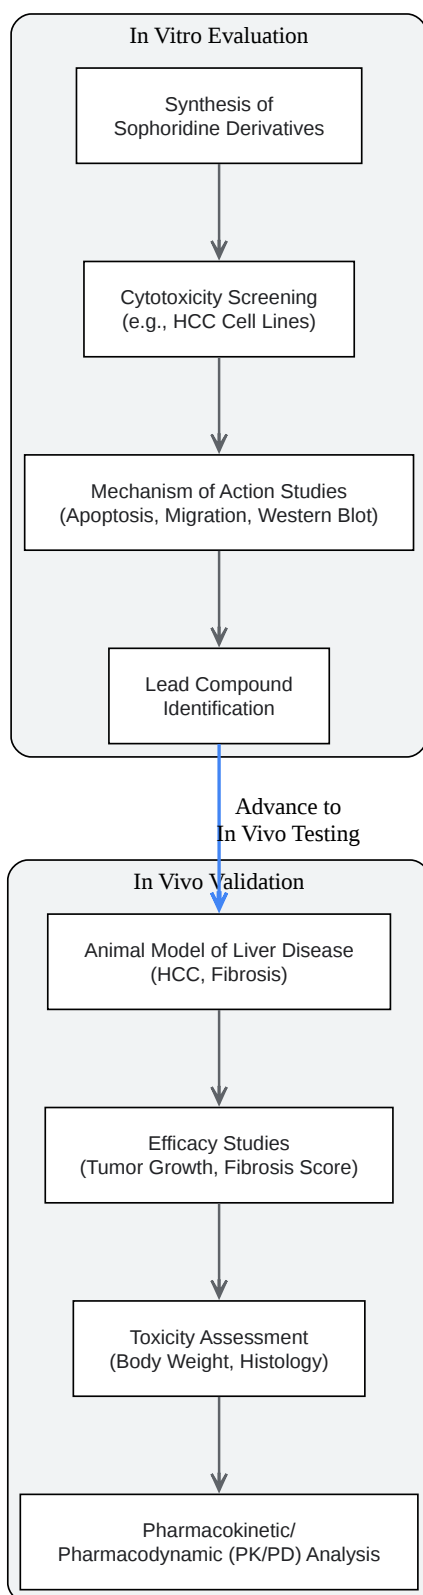 In Vitro Evaluation
Synthesis of
Sophoridine Derivatives
Cytotoxicity Screening
(e.g., HCC Cell Lines)
Mechanism of Action Studies
(Apoptosis, Migration, Western Blot)
Lead Compound
Identification
Advance to
In Vivo Testing
In Vivo Validation
Animal Model of Liver Disease
(HCC, Fibrosis)
Efficacy Studies
(Tumor Growth, Fibrosis Score)
Toxicity Assessment
(Body Weight, Histology)
Pharmacokinetic/
Pharmacodynamic (PK/PD) Analysis